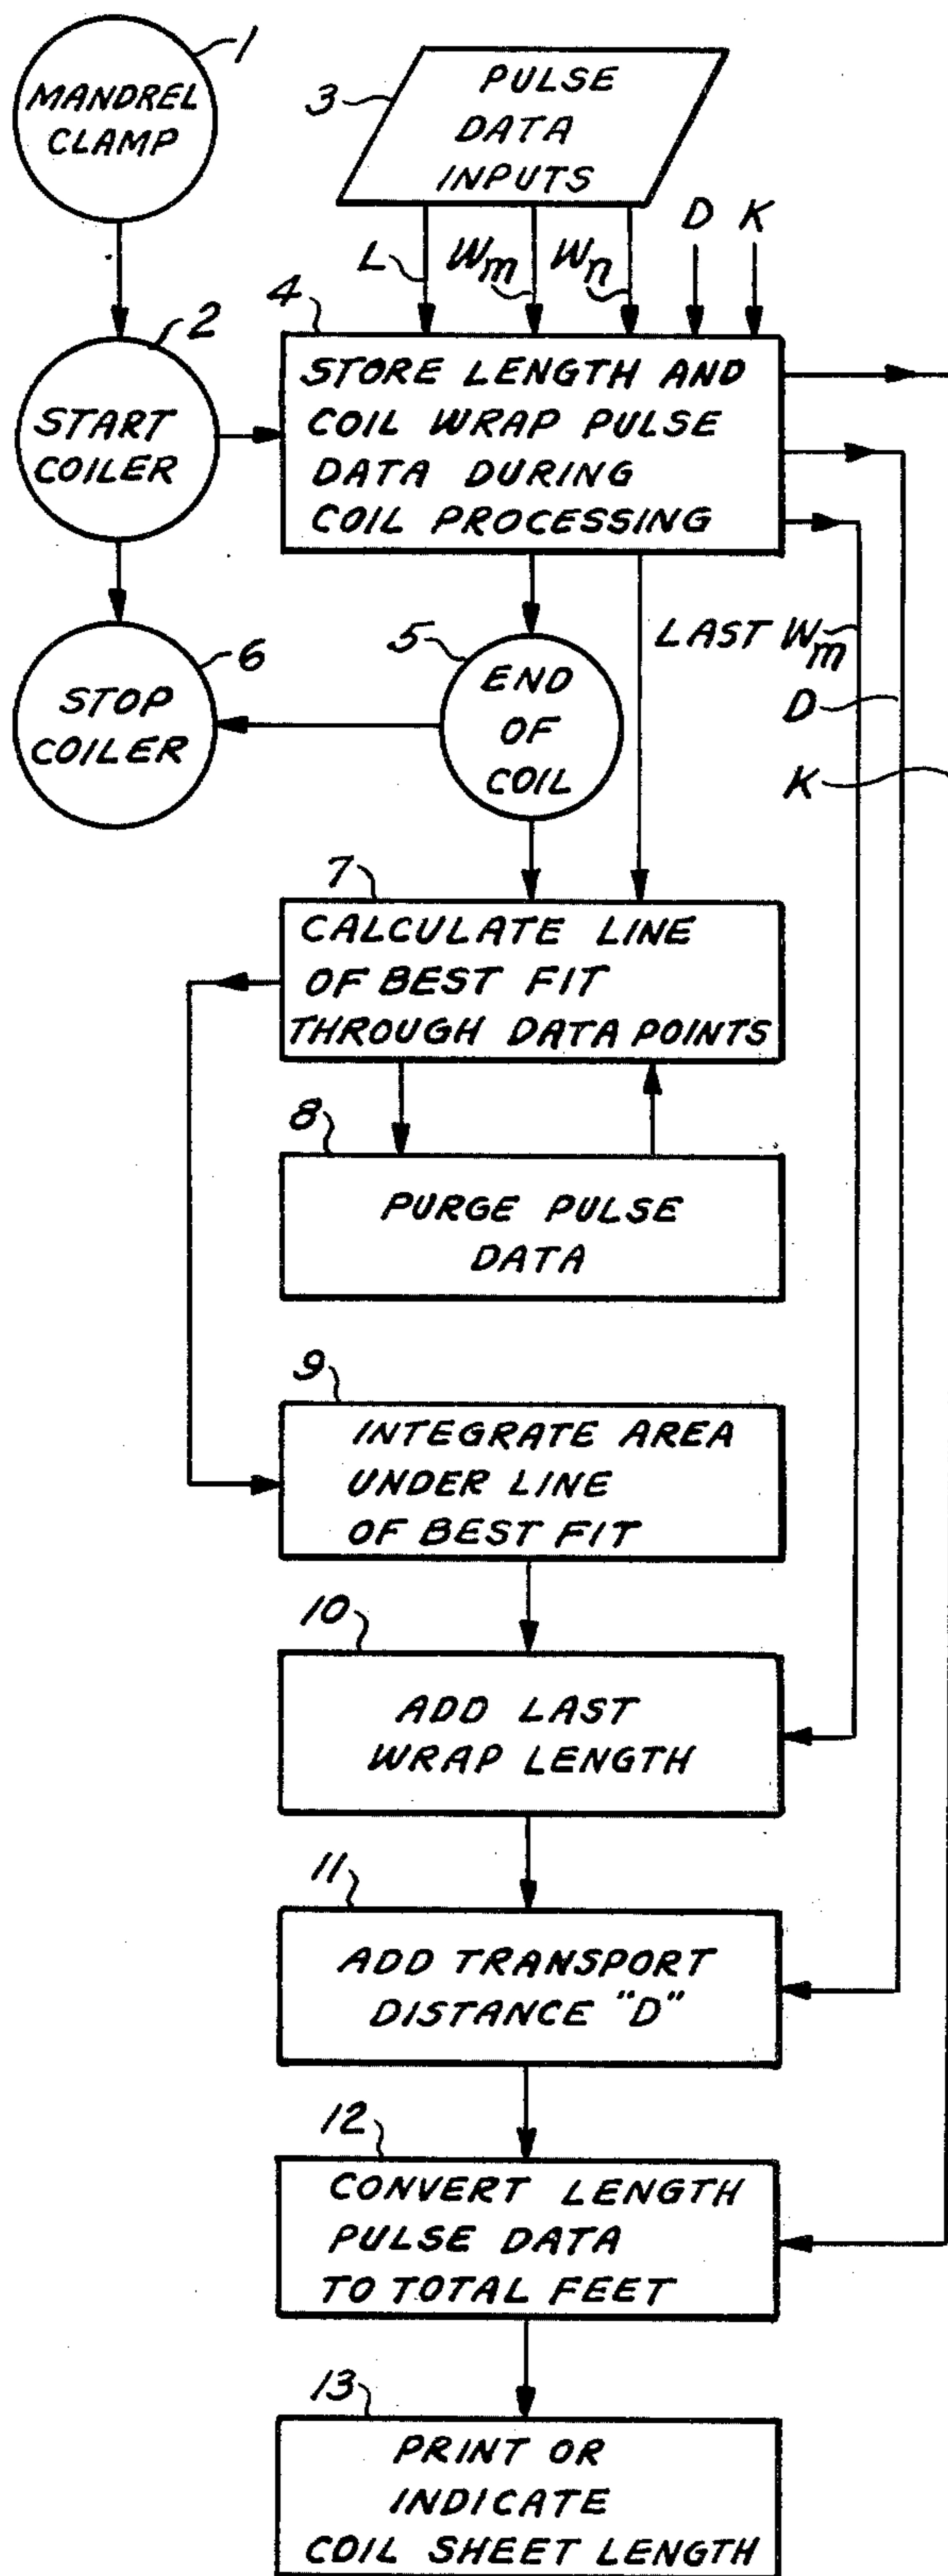 1
MANDREL
CLAMP
3
PULSE
DATA
INPUTS
L
Wm
Wn
D
K
2
START
COILER
4
STORE LENGTH AND
COIL WRAP PULSE
DATA DURING
COIL PROCESSING
6
STOP
COILER
5
END
OF
COIL
LAST Wm
D
K
7
CALCULATE LINE
OF BEST FIT
THROUGH DATA POINTS
8
PURGE PULSE
DATA
9
INTEGRATE AREA
UNDER LINE
OF BEST FIT
10
ADD LAST
WRAP LENGTH
11
ADD TRANSPORT
DISTANCE "D"
12
CONVERT LENGTH
PULSE DATA
TO TOTAL FEET
13
PRINT OR
INDICATE
COIL SHEET LENGTH